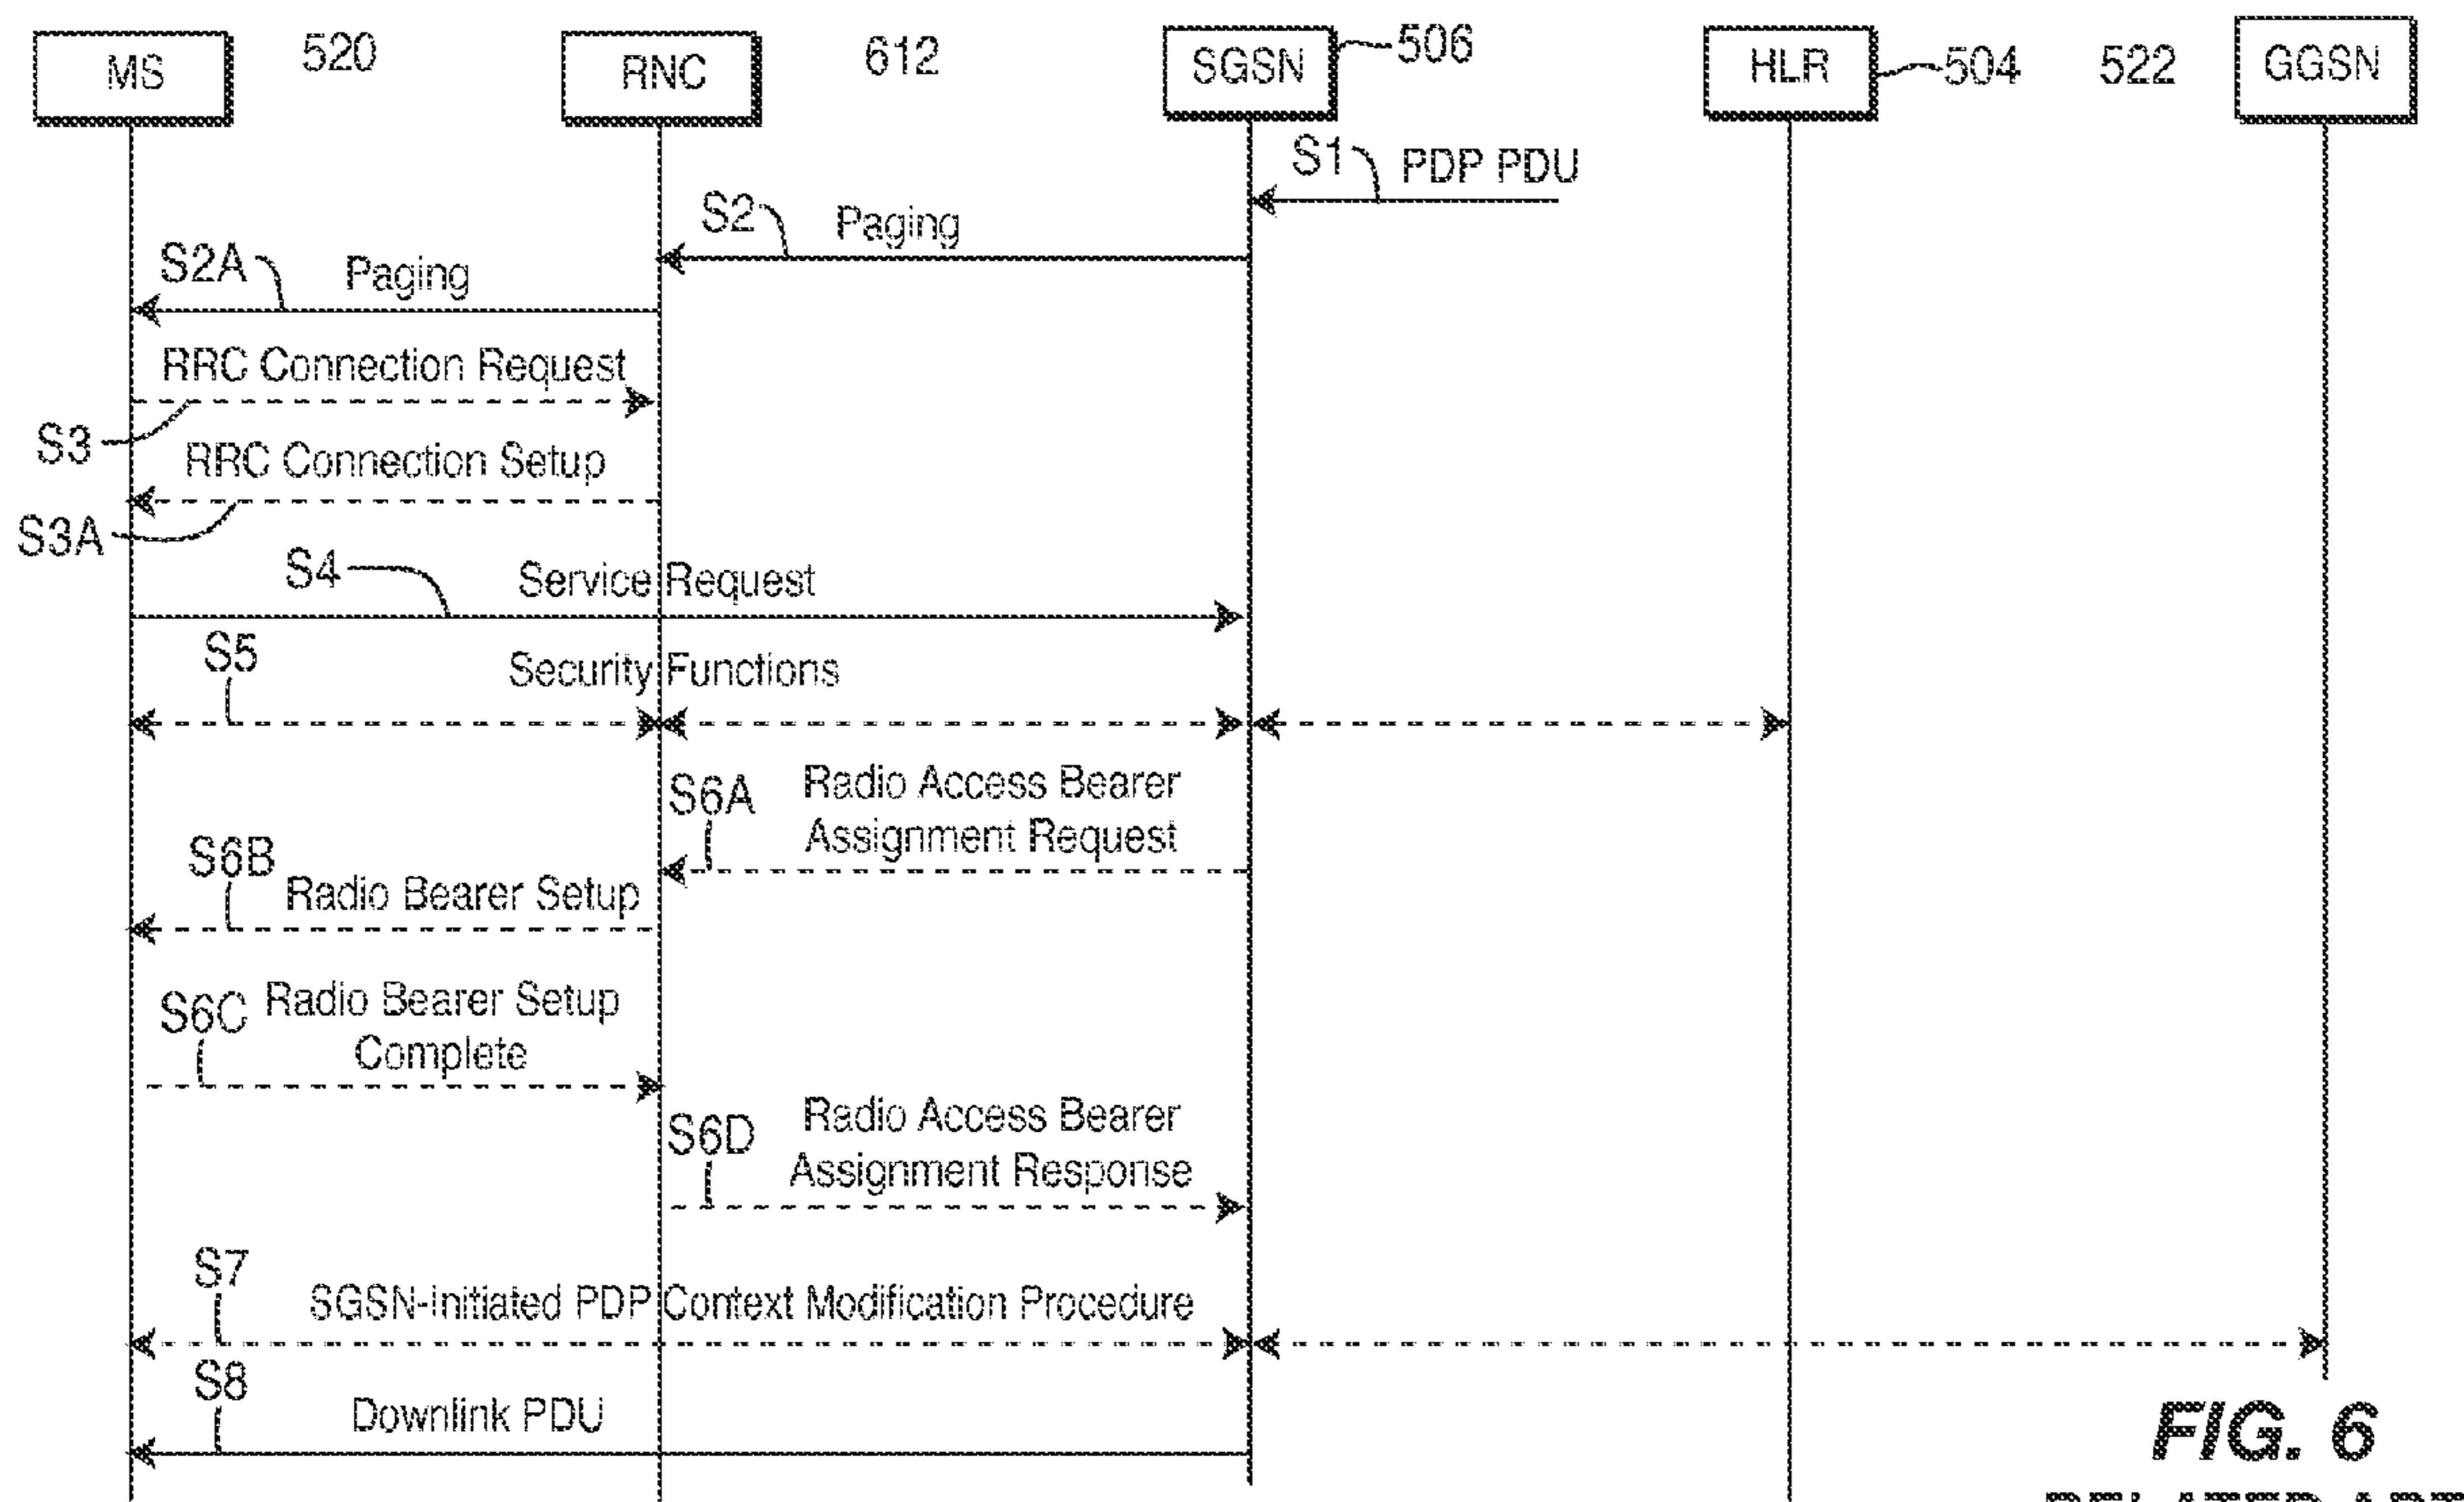 MS
520
RNC
612
SGSN
506
HLR
504
522
GGSN
S1
PDP PDU
S2
Paging
S2A
Paging
RRC Connection Request
S3
RRC Connection Setup
S3A
S4
Service Request
S5
Security Functions
S6A
Radio Access Bearer
Assignment Request
S6B
Radio Bearer Setup
S6C
Radio Bearer Setup
Complete
S6D
Radio Access Bearer
Assignment Response
S7
SGSN-Initiated PDP Context Modification Procedure
S8
Downlink PDU
FIG. 6